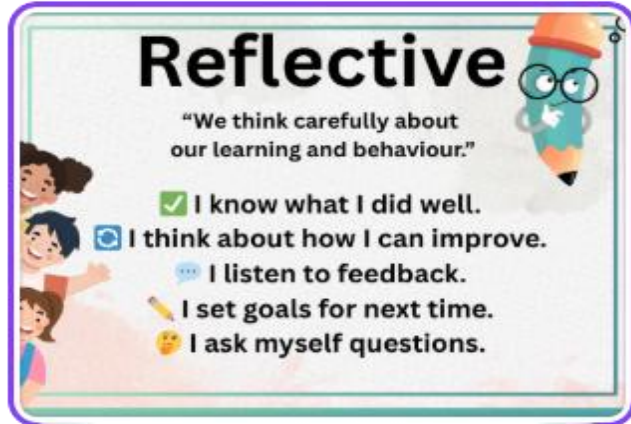 Reflective
“We think carefully about
our learning and behaviour.”
✅ I know what I did well.
🔄 I think about how I can improve.
💬 I listen to feedback.
✏️ I set goals for next time.
🤔 I ask myself questions.